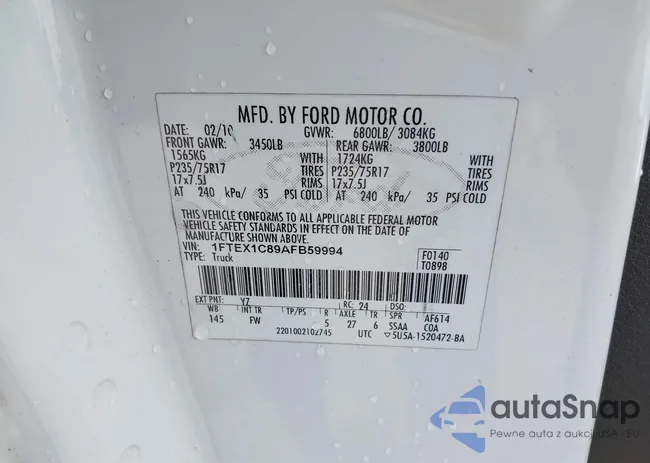 MFD. BY FORD MOTOR CO.
DATE: 02/10 GVWR: 6800LB/ 3084KG
FRONT GAWR: 3450LB REAR GAWR: 3800LB
1565KG WITH 1724KG WITH
P235/75R17 TIRES P235/75R17 TIRES
17x7.5J RIMS 17x7.5J RIMS
AT 240 kPa/ 35 PSI COLD AT 240 kPa/ 35 PSI COLD
THIS VEHICLE CONFORMS TO ALL APPLICABLE FEDERAL MOTOR
VEHICLE SAFETY STANDARDS IN EFFECT ON THE DATE OF
MANUFACTURE SHOWN ABOVE.
VIN: 1FTEX1C89AFB59994 F0140
TYPE: Truck T0898
EXT PNT: YZ RC: 24 DSO:
WB INT TR TP/PS R AXLE TR SPR AF614
145 FW 5 27 6 SSAA COA
2201002102745 UTC ▽5U5A-1520472-BA
Ford
autaSnap
Pewne auta z aukcji USA - EU